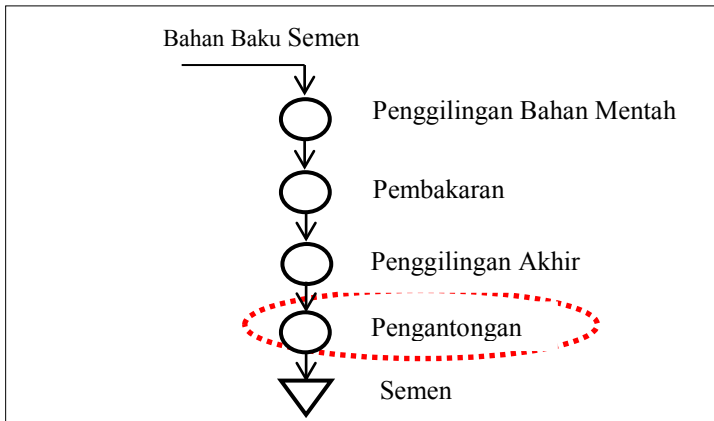 Bahan Baku Semen
Penggilingan Bahan Mentah
Pembakaran
Penggilingan Akhir
Pengantongan
Semen